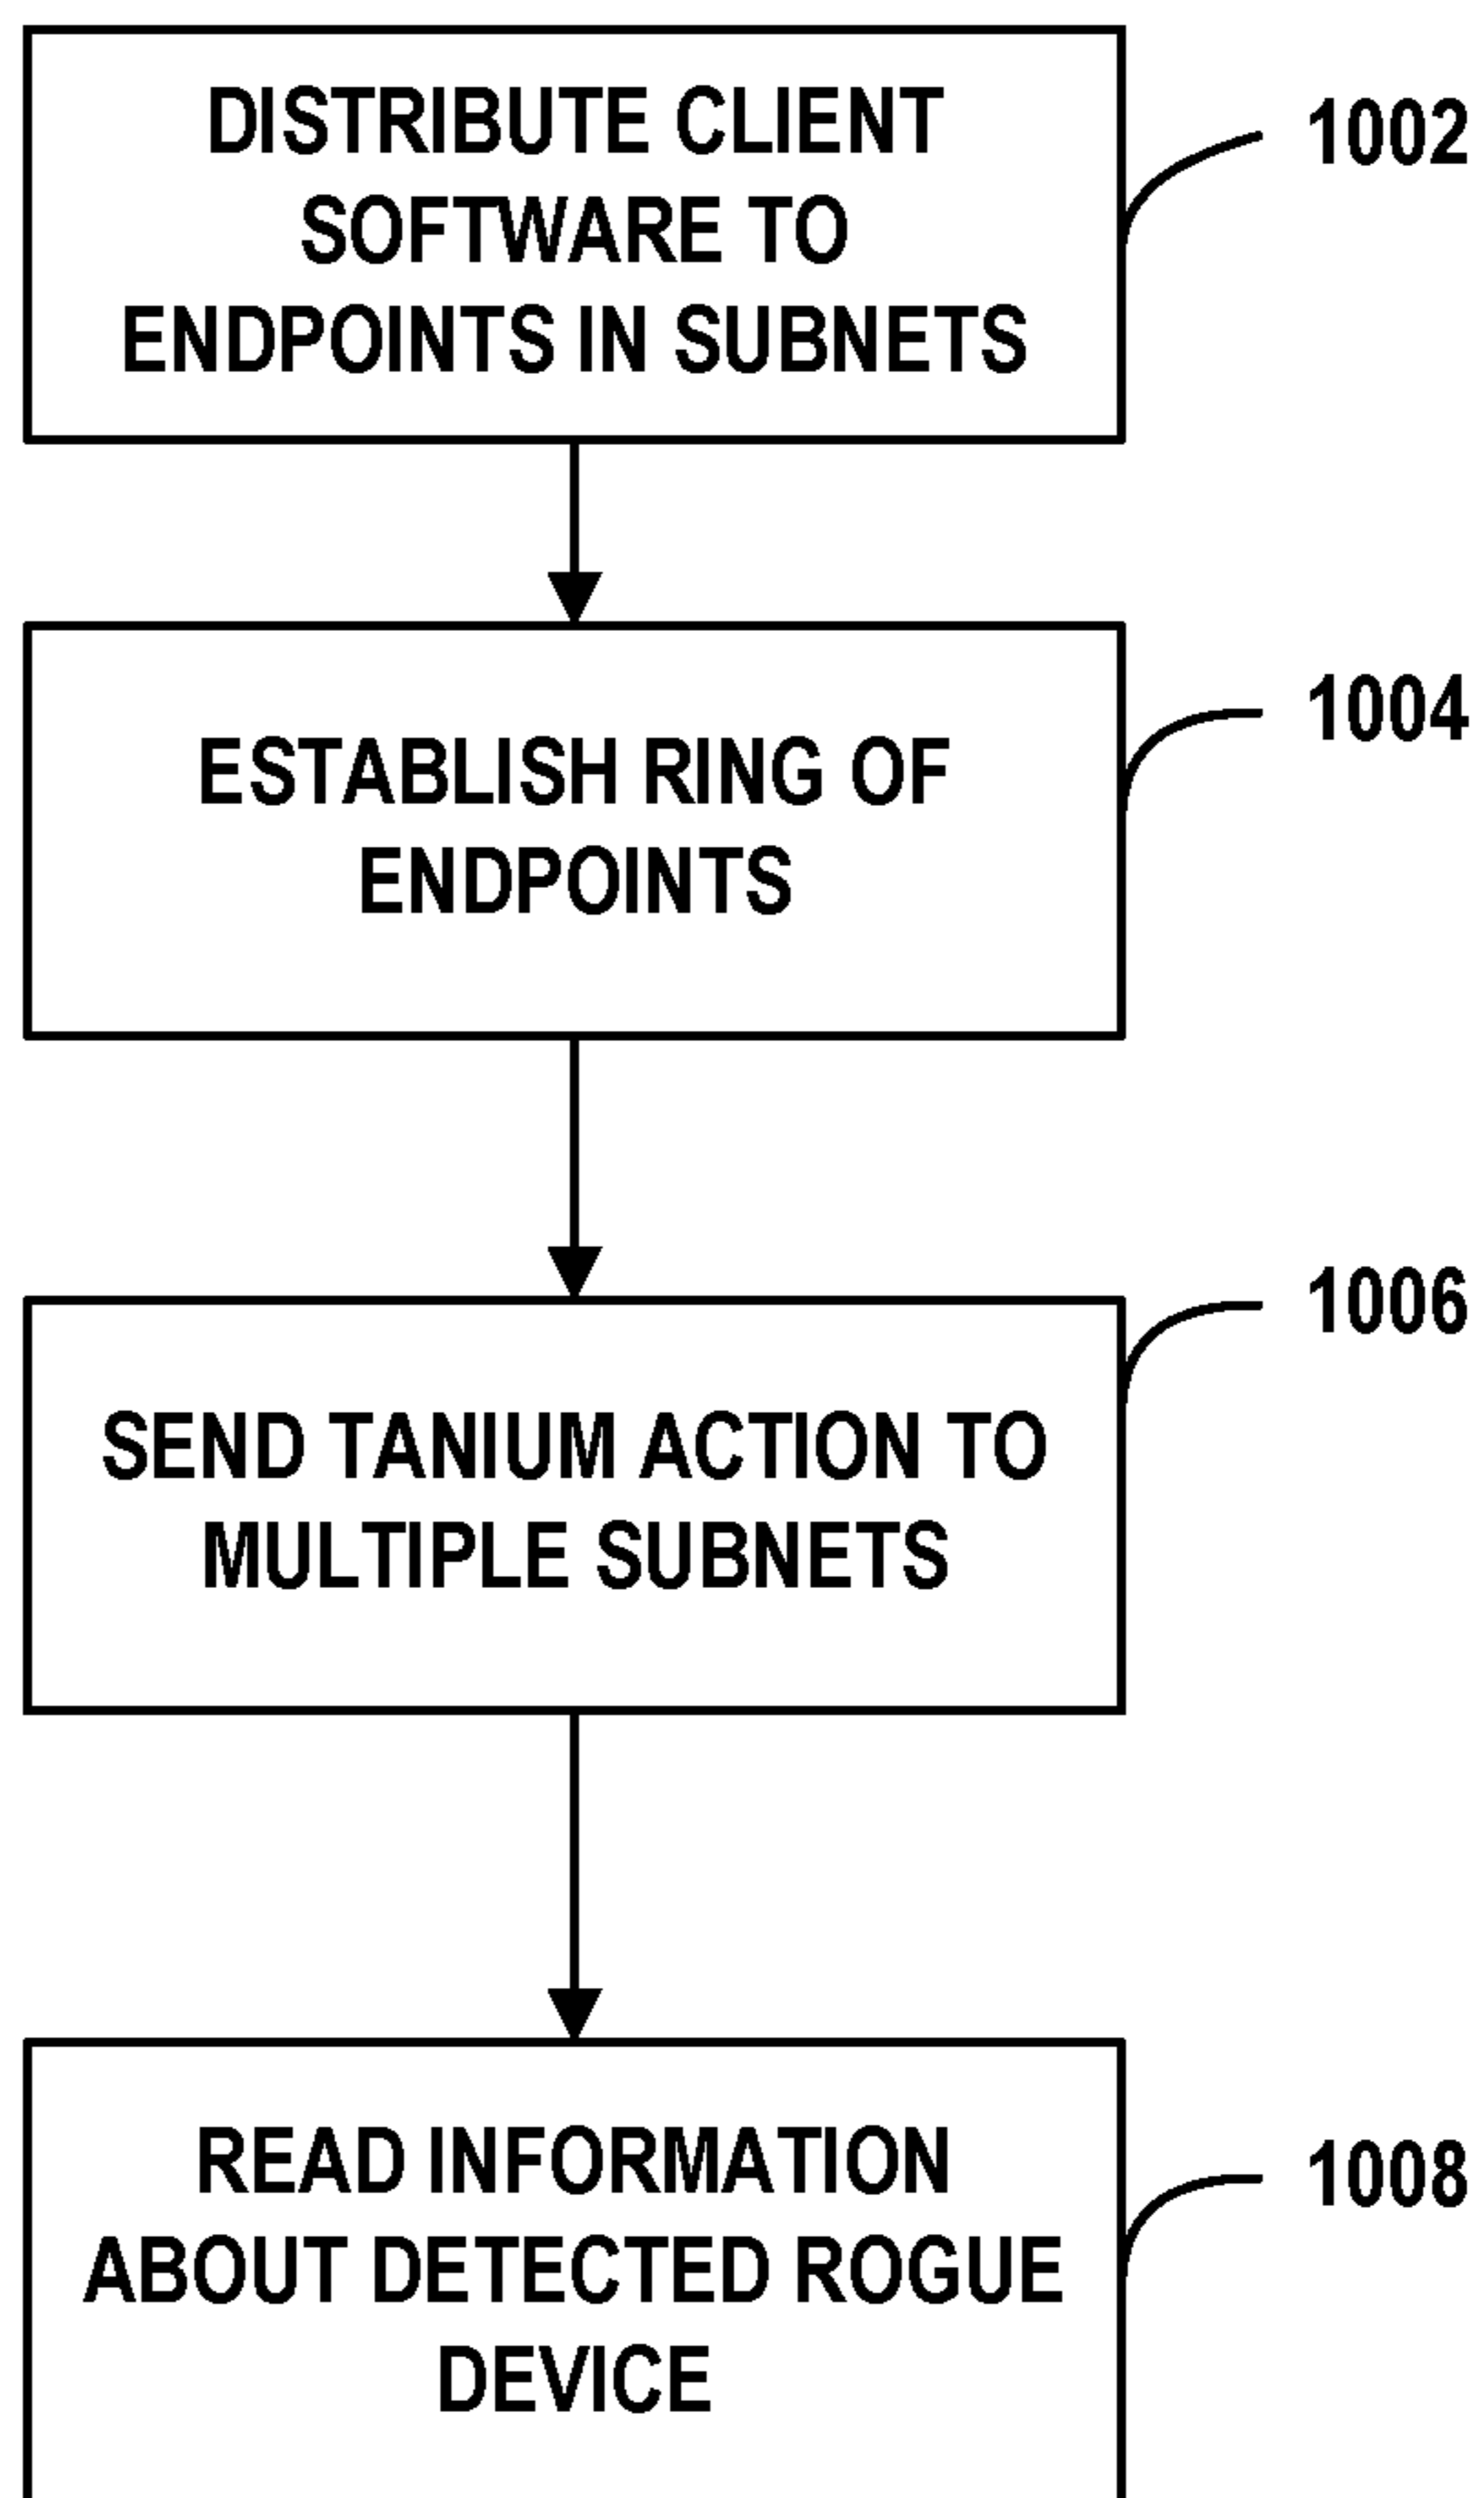 DISTRIBUTE CLIENT
SOFTWARE TO
ENDPOINTS IN SUBNETS
1002
ESTABLISH RING OF
ENDPOINTS
1004
SEND TANIUM ACTION TO
MULTIPLE SUBNETS
1006
READ INFORMATION
ABOUT DETECTED ROGUE
DEVICE
1008